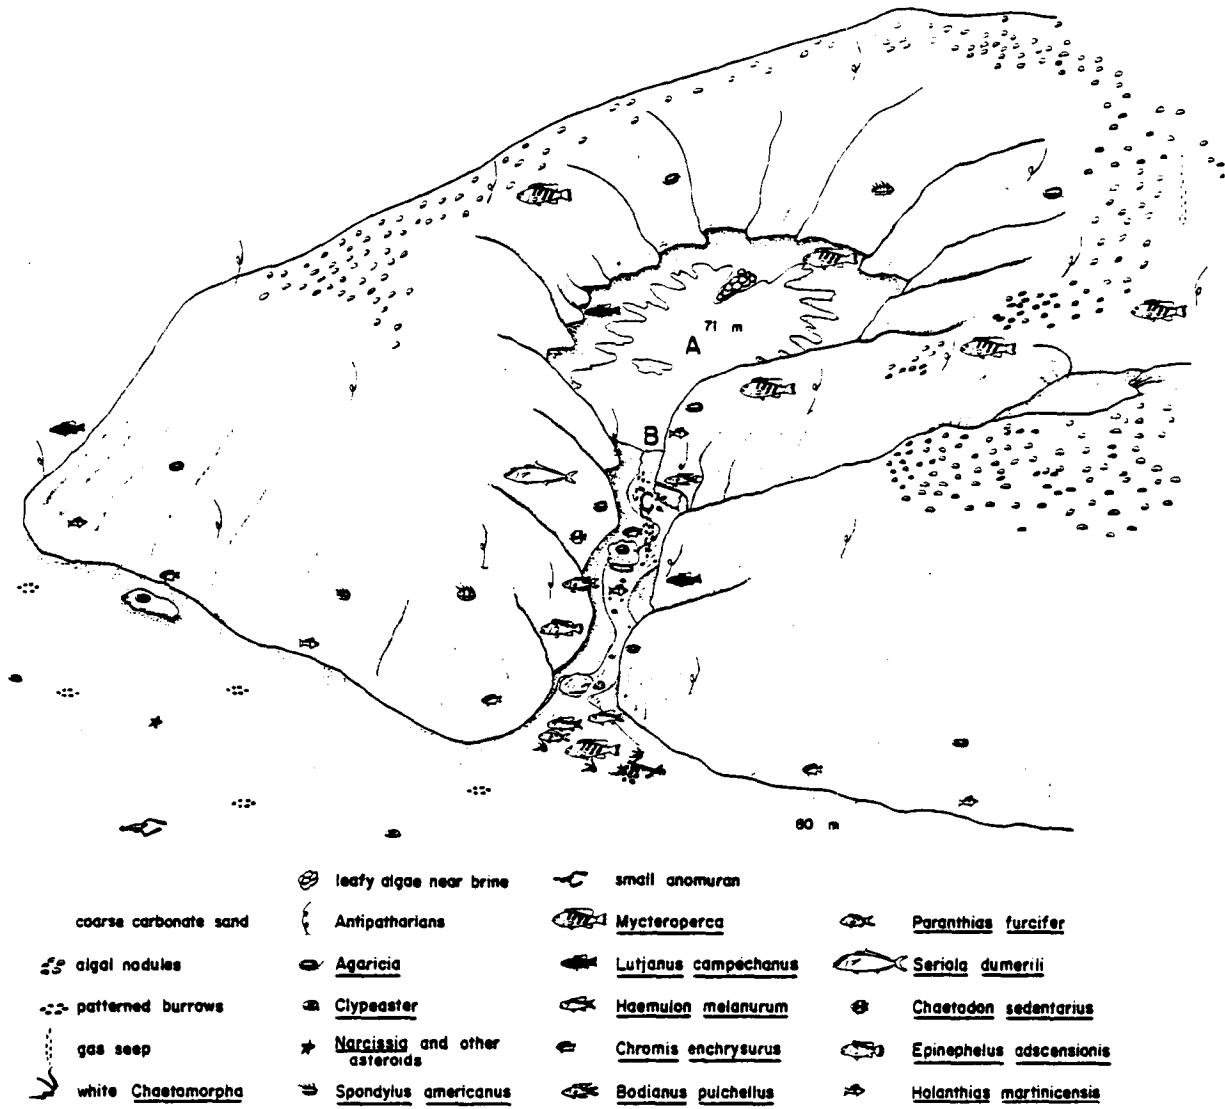 71 m
A
B
C
60 m
leafy algae near brine
small anomuran
coarse carbonate sand
Antipatharians
Mycteroperca
Paranthias furcifer
algal nodules
Agaricia
Lutjanus campechanus
Seriola dumerili
patterned burrows
Clypeaster
Haemulon melanurum
Chaetodon sedentarius
gas seep
Narcissia and other
asteroids
Chromis enchrysurus
Epinephelus adscensionis
white Chaetamorpha
Spondylus americanus
Bodianus pulchellus
Holanthias martinicensis